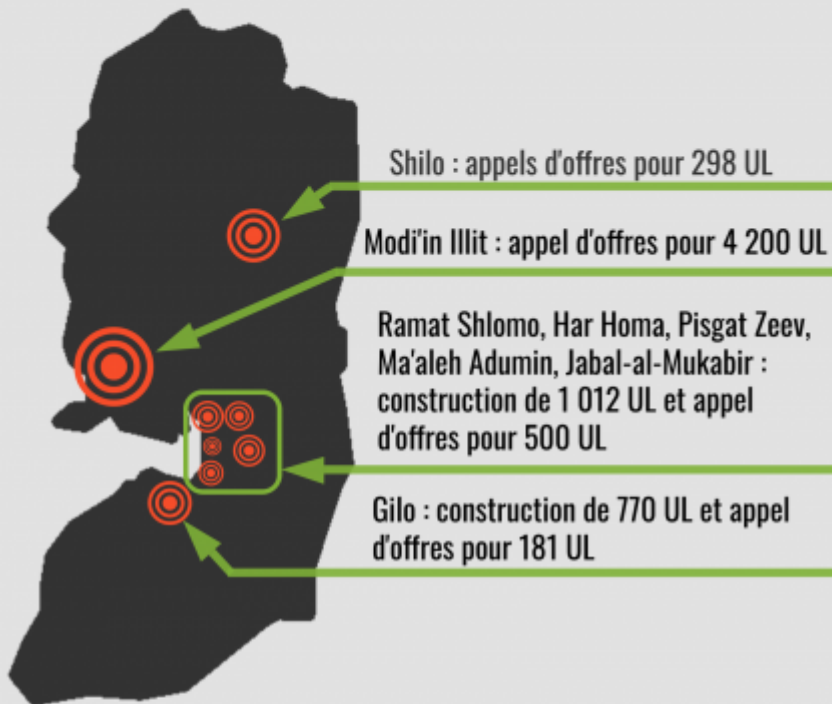 Shilo : appels d'offres pour 298 UL
Modi'in Illit : appel d'offres pour 4 200 UL
Ramat Shlomo, Har Homa, Pisgat Zeev,
Ma'aleh Adumin, Jabal-al-Mukabir :
construction de 1 012 UL et appel
d'offres pour 500 UL
Gilo : construction de 770 UL et appel
d'offres pour 181 UL